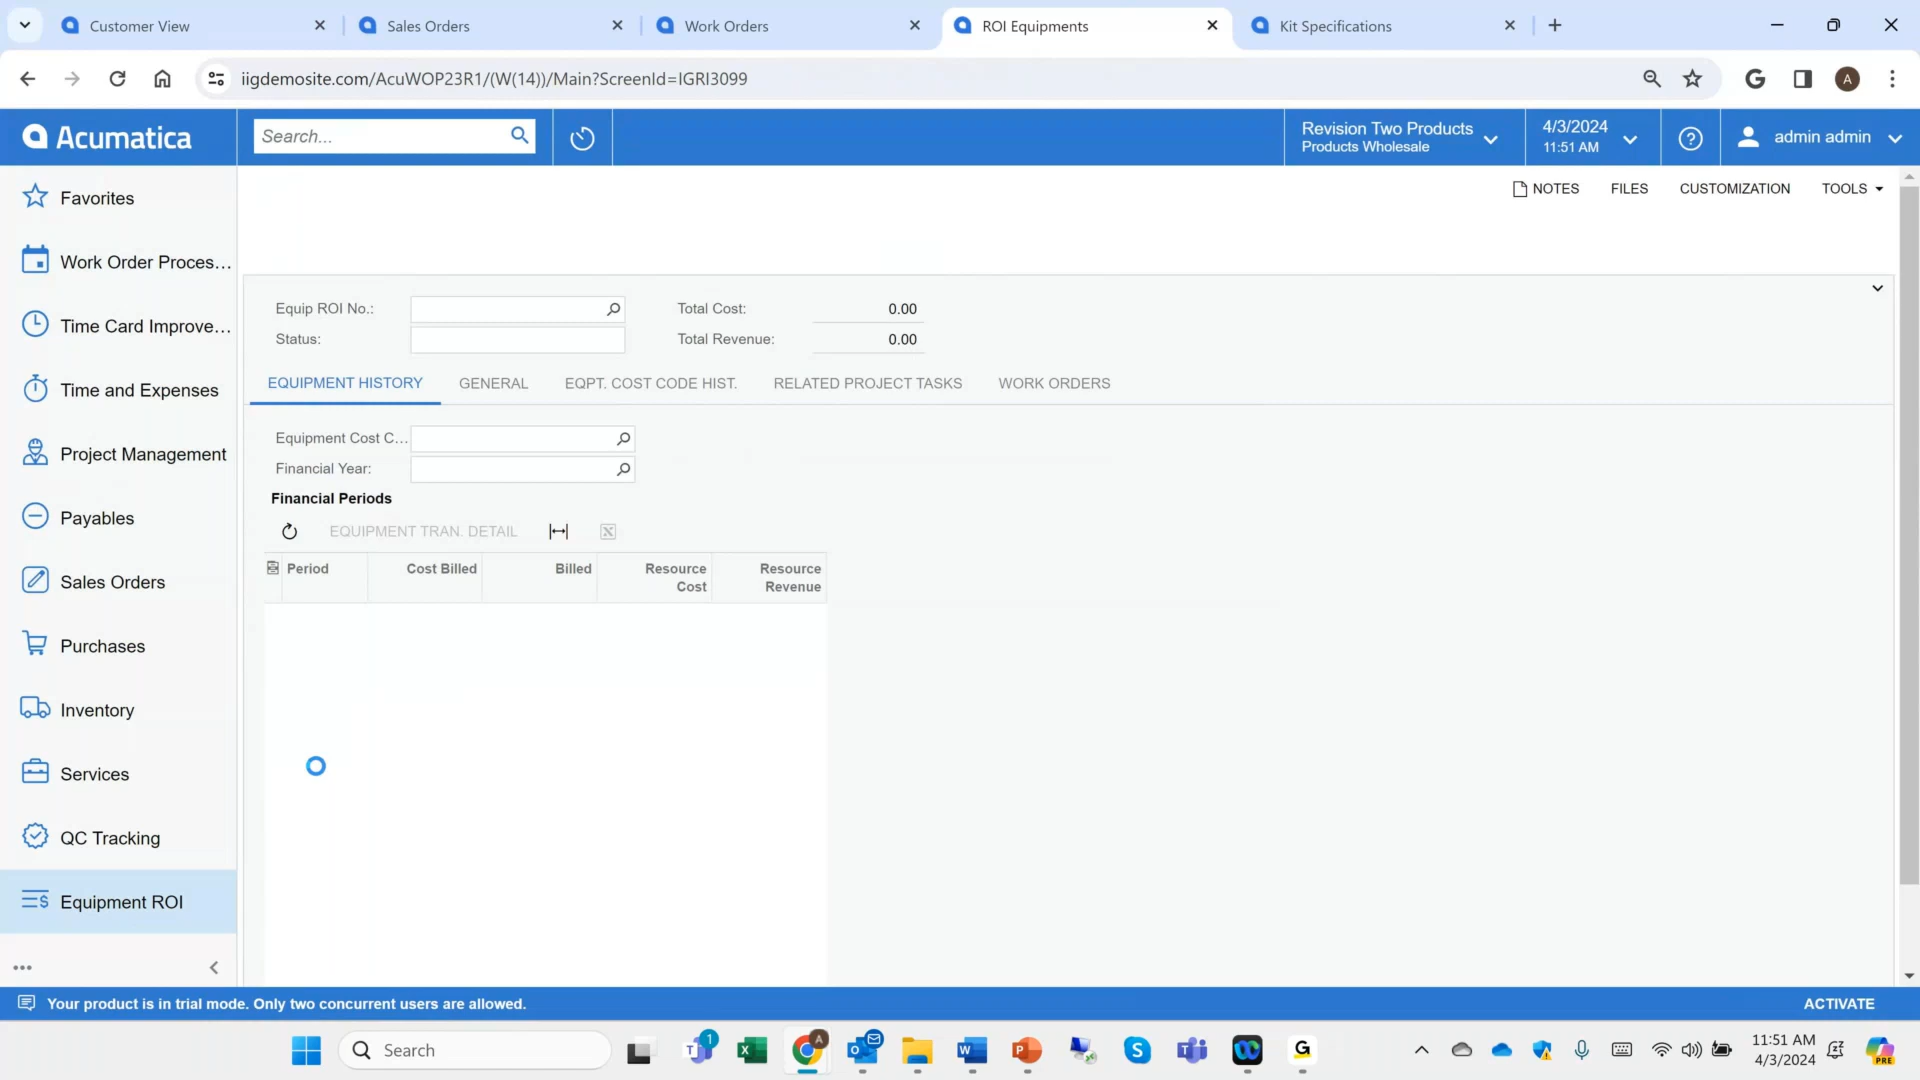 Customer View
Sales Orders
Work Orders
ROI Equipments
Kit Specifications
iigdemosite.com/AcuWOP23R1/(W(14))/Main?ScreenId=IGRI3099
A
Acumatica
Search...
Revision Two Products
Products Wholesale
4/3/2024
11:51 AM
admin admin
NOTES
FILES
CUSTOMIZATION
TOOLS
Favorites
Work Order Proces...
Time Card Improve...
Time and Expenses
Project Management
Payables
Sales Orders
Purchases
Inventory
Services
QC Tracking
Equipment ROI
Equip ROI No.:
Total Cost: 0.00
Status:
Total Revenue: 0.00
EQUIPMENT HISTORY
GENERAL
EQPT. COST CODE HIST.
RELATED PROJECT TASKS
WORK ORDERS
Equipment Cost C...
Financial Year:
Financial Periods
EQUIPMENT TRAN. DETAIL
Period
Cost Billed
Billed
Resource
Cost
Resource
Revenue
Your product is in trial mode. Only two concurrent users are allowed.
ACTIVATE
Search
1
A
11:51 AM
4/3/2024
PRE